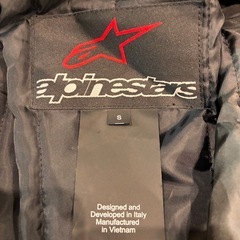 alpinestars
S
Designed and
Developed in Italy
Manufactured
in Vietnam